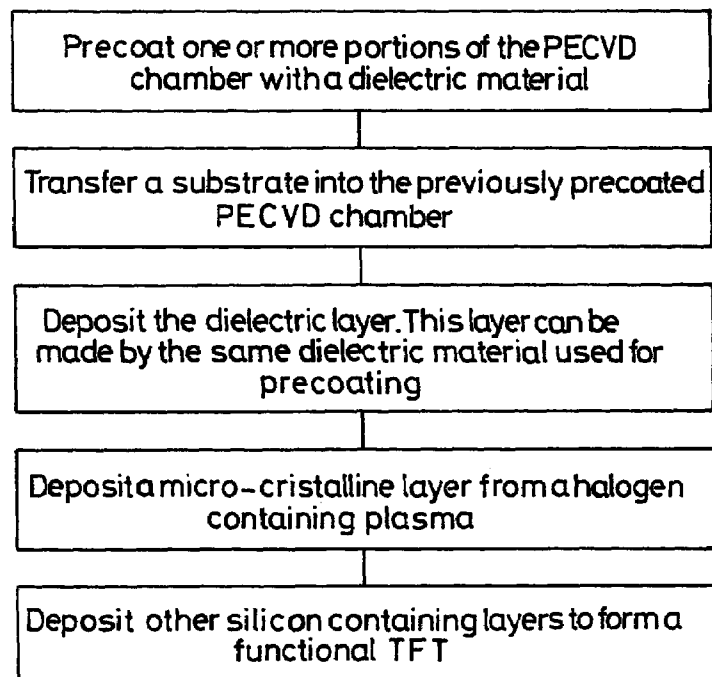 Precoat one or more portions of the PECVD
chamber with a dielectric material
Transfer a substrate into the previously precoated
PECVD chamber
Deposit the dielectric layer. This layer can be
made by the same dielectric material used for
precoating
Deposit a micro-cristalline layer from a halogen
containing plasma
Deposit other silicon containing layers to form a
functional TFT